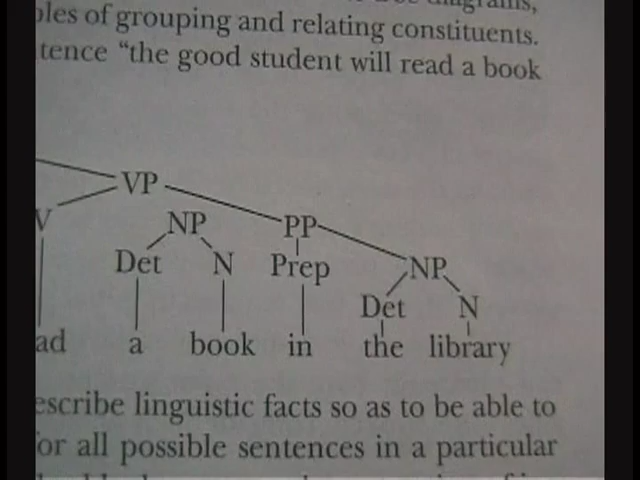 ples of grouping and relating constituents.
tence “the good student will read a book
VP
V NP PP
Det N Prep NP
Det N
ad a book in the library
escribe linguistic facts so as to be able to
or all possible sentences in a particular